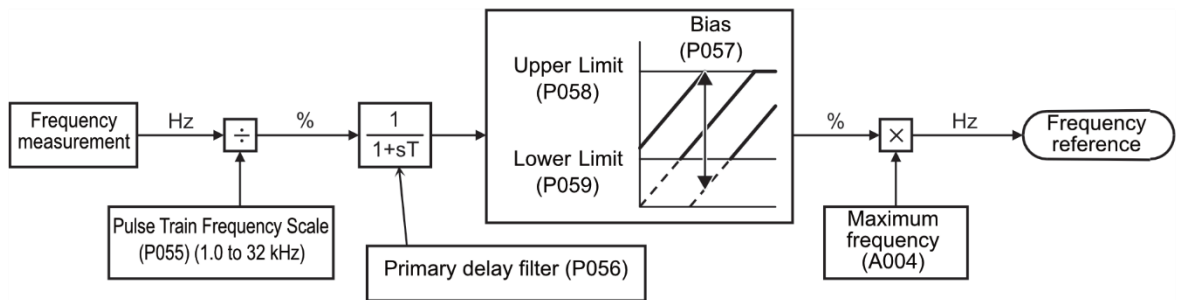 Frequency
measurement
Hz
÷
%
1
1+sT
Bias
(P057)
Upper Limit
(P058)
Lower Limit
(P059)
%
×
Hz
Frequency
reference
Pulse Train Frequency Scale
(P055) (1.0 to 32 kHz)
Primary delay filter (P056)
Maximum
frequency
(A004)